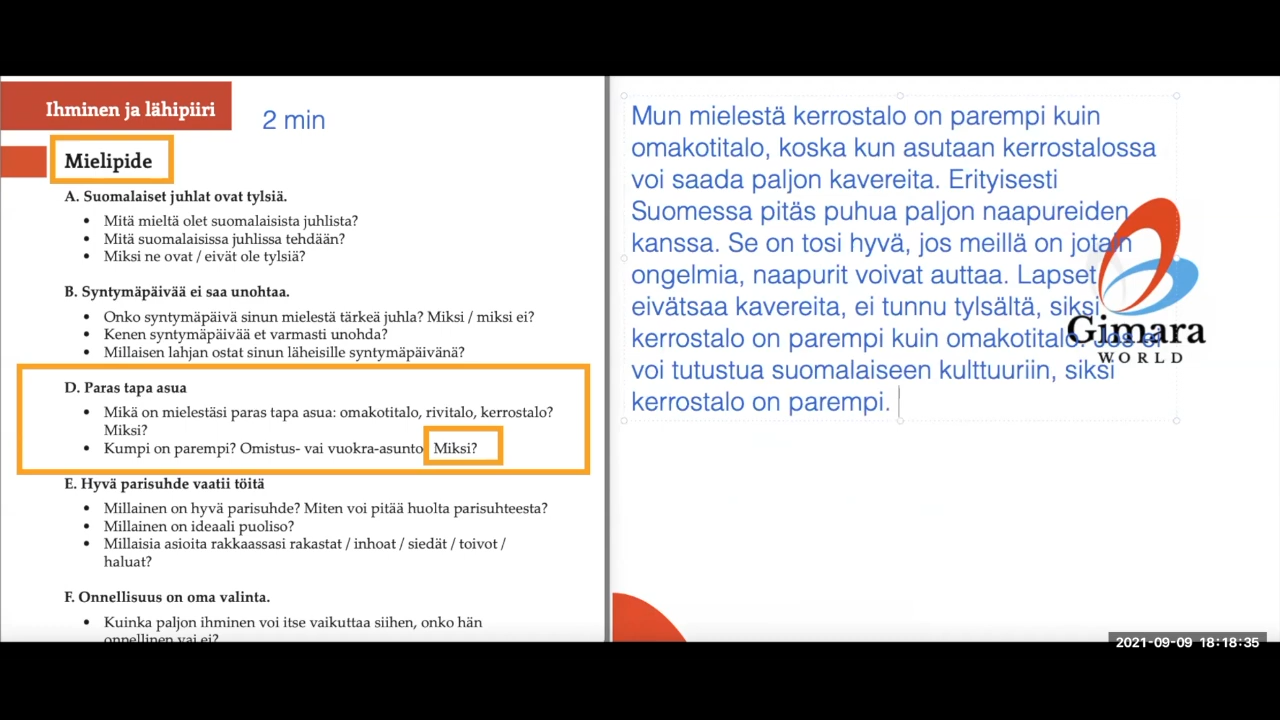 Ihminen ja lähipiiri
2 min
Mielipide
A. Suomalaiset juhlat ovat tylsiä.
• Mitä mieltä olet suomalaisista juhlista?
• Mitä suomalaisissa juhlissa tehdään?
• Miksi ne ovat / eivät ole tylsiä?
B. Syntymäpäivää ei saa unohtaa.
• Onko syntymäpäivä sinun mielestä tärkeä juhla? Miksi / miksi ei?
• Kenen syntymäpäivää et varmasti unohda?
• Millaisen lahjan ostat sinun läheisille syntymäpäivänä?
D. Paras tapa asua
• Mikä on mielestäsi paras tapa asua: omakotitalo, rivitalo, kerrostalo?
Miksi?
• Kumpi on parempi? Omistus- vai vuokra-asunto Miksi?
E. Hyvä parisuhde vaatii töitä
• Millainen on hyvä parisuhde? Miten voi pitää huolta parisuhteesta?
• Millainen on ideaali puoliso?
• Millaisia asioita rakkaassasi rakastat / inhoat / siedät / toivot /
haluat?
F. Onnellisuus on oma valinta.
• Kuinka paljon ihminen voi itse vaikuttaa siihen, onko hän
onnellinen vai ei?
Mun mielestä kerrostalo on parempi kuin
omakotitalo, koska kun asutaan kerrostalossa
voi saada paljon kavereita. Erityisesti
Suomessa pitäs puhua paljon naapureiden
kanssa. Se on tosi hyvä, jos meillä on jotain
ongelmia, naapurit voivat auttaa. Lapset
eivätsaa kavereita, ei tunnu tylsältä, siksi
kerrostalo on parempi kuin omakotitalo. Jos ei
voi tutustua suomalaiseen kulttuuriin, siksi
kerrostalo on parempi.
Gimara
WORLD
2021-09-09 18:18:35